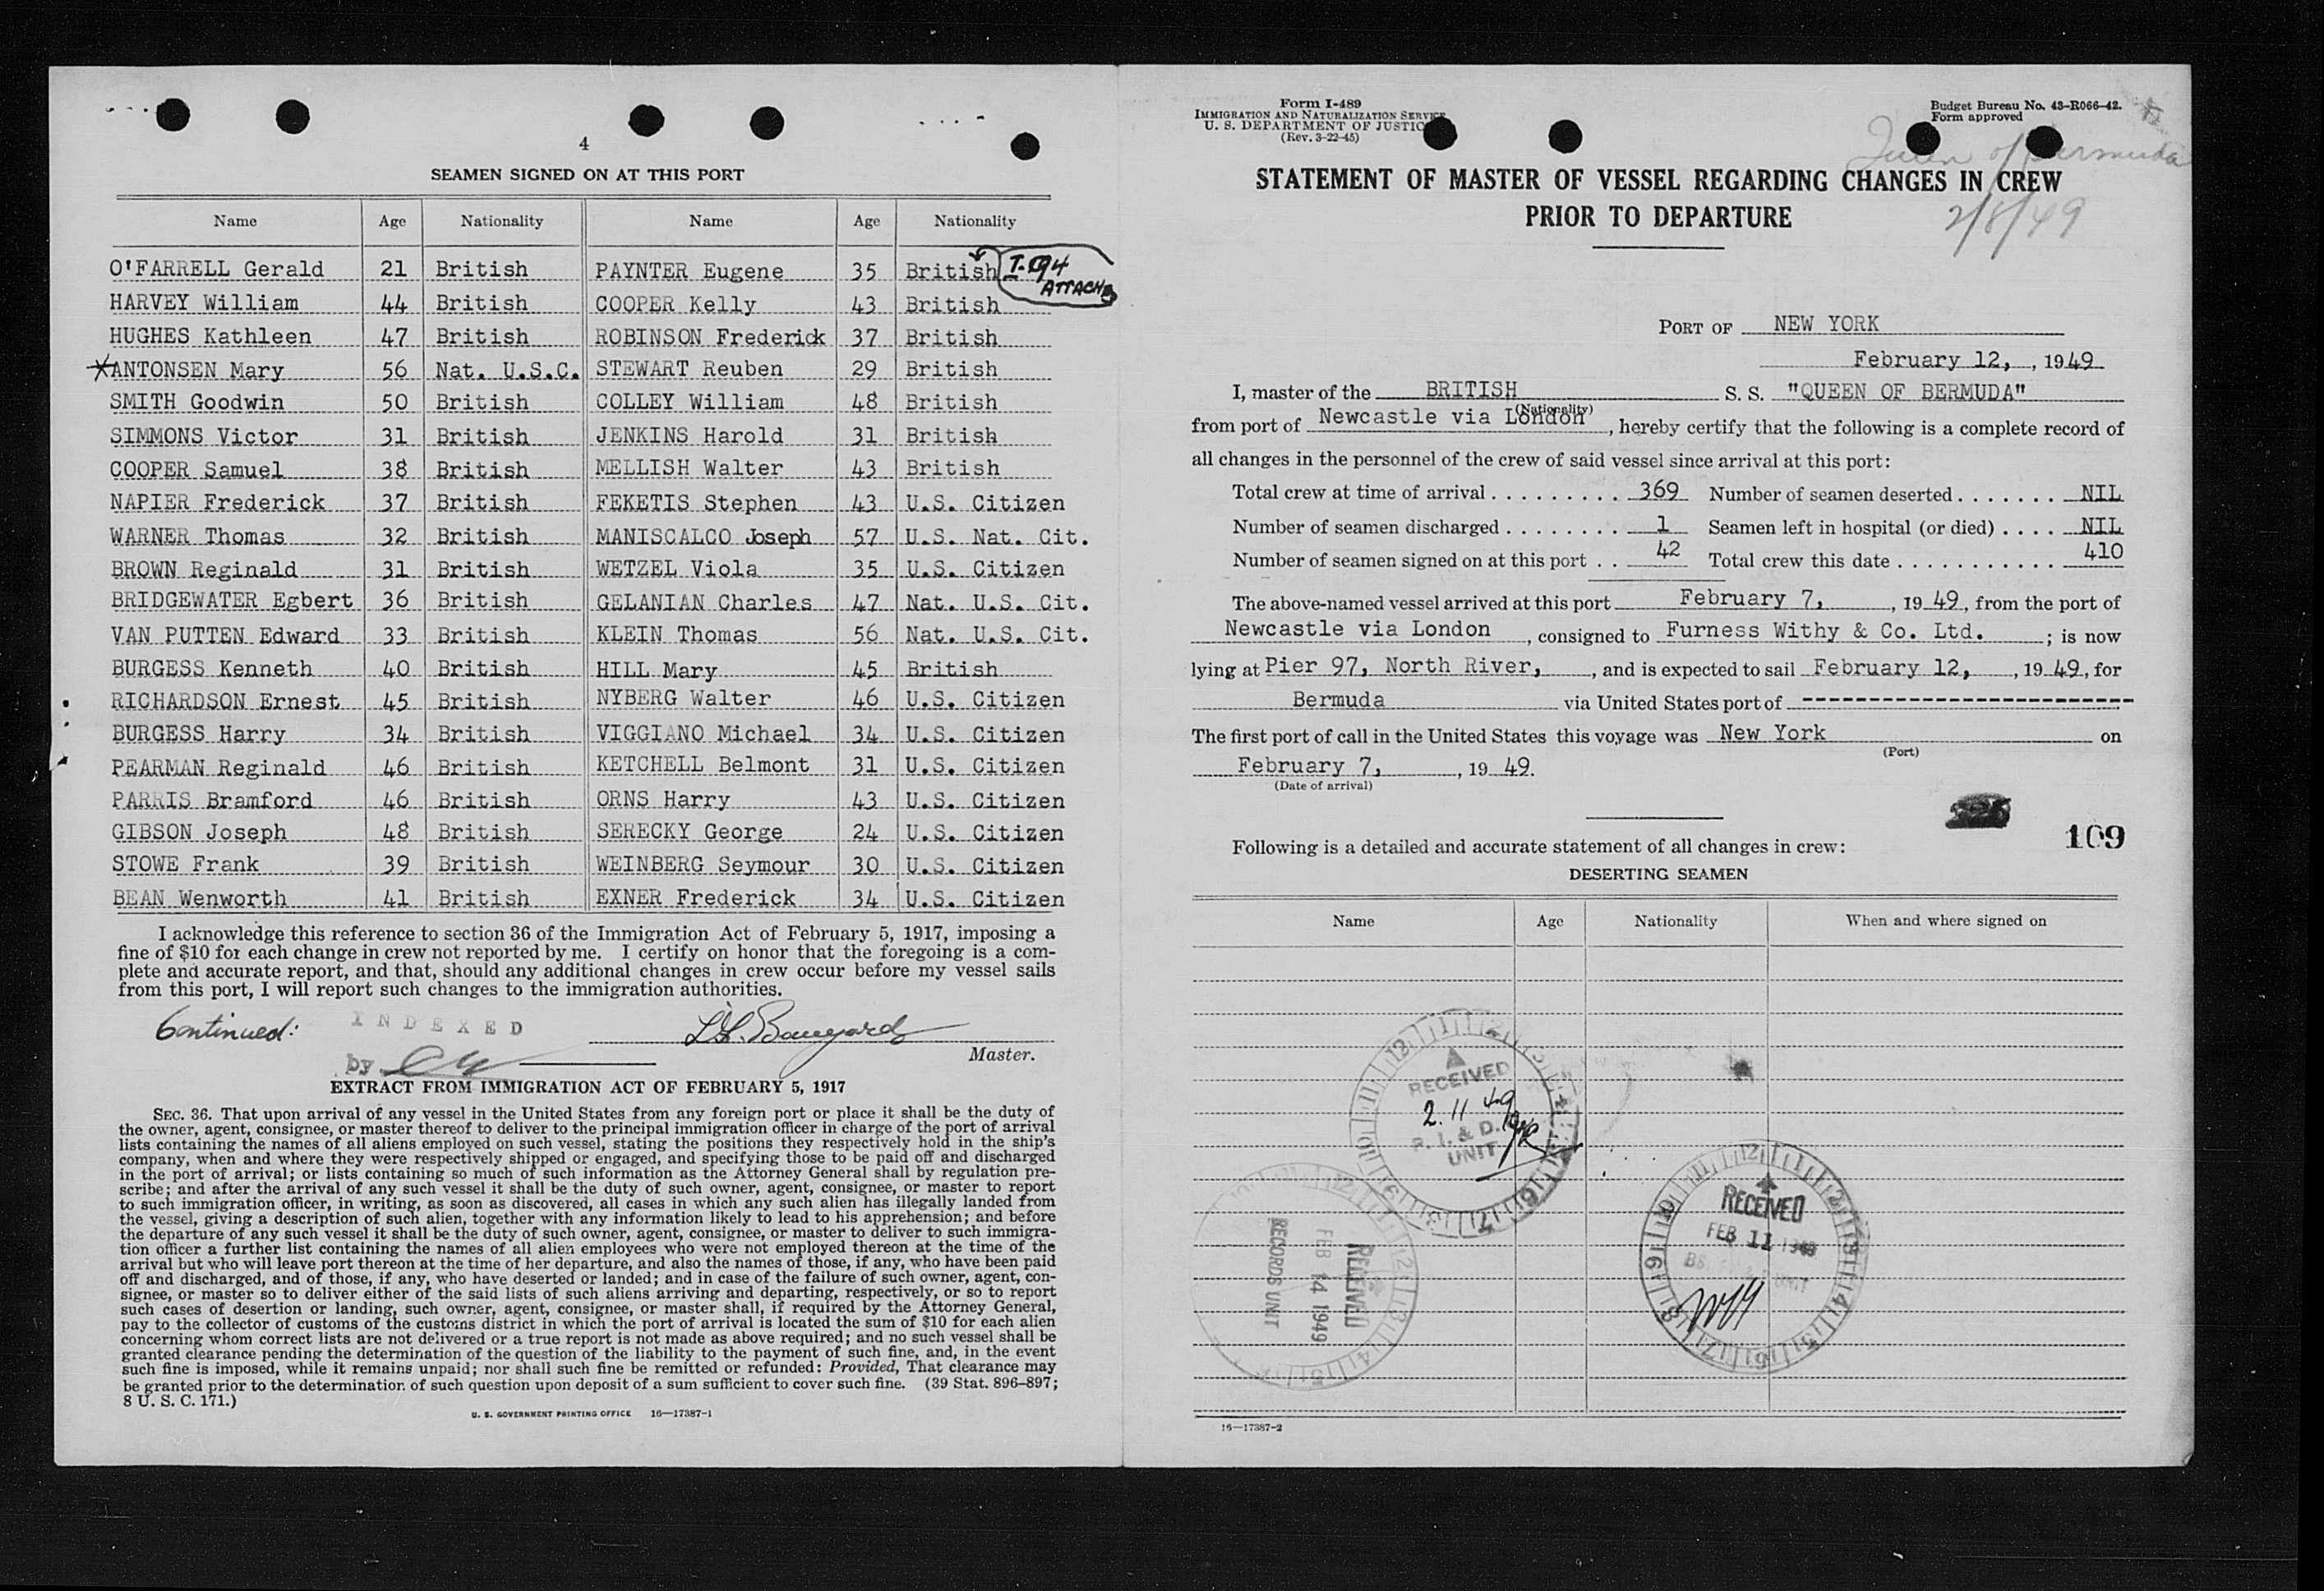 4
SEAMEN SIGNED ON AT THIS PORT
Name Age Nationality Name Age Nationality
O'FARRELL Gerald 21 British PAYNTER Eugene 35 British
ATTACH
HARVEY William 44 British COOPER Kelly 43 British
HUGHES Kathleen 47 British ROBINSON Frederick 37 British
XANTONSEN Mary 56 Nat. U.S.C. STEWART Reuben 29 British
SMITH Goodwin 50 British COLLEY William 48 British
SIMMONS Victor 31 British JENKINS Harold 31 British
COOPER Samuel 38 British MELLISH Walter 43 British
NAPIER Frederick 37 British FEKETIS Stephen 43 U.S. Citizen
WARNER Thomas 32 British MANISCALCO Joseph 57 U.S. Nat. Cit.
BROWN Reginald 31 British WETZEL Viola 35 U.S. Citizen
BRIDGEWATER Egbert 36 British GELANIAN Charles 47 Nat. U.S. Cit.
VAN PUTTEN Edward 33 British KLEIN Thomas 56 Nat. U.S. Cit.
BURGESS Kenneth 40 British HILL Mary 45 British
RICHARDSON Ernest 45 British NYBERG Walter 46 U.S. Citizen
BURGESS Harry 34 British VIGGIANO Michael 34 U.S. Citizen
PEARMAN Reginald 46 British KETCHELL Belmont 31 U.S. Citizen
PARRIS Bramford 46 British ORNS Harry 43 U.S. Citizen
GIBSON Joseph 48 British SERECKY George 24 U.S. Citizen
STOWE Frank 39 British WEINBERG Seymour 30 U.S. Citizen
BEAN Wenworth 41 British EXNER Frederick 34 U.S. Citizen
I acknowledge this reference to section 36 of the Immigration Act of February 5, 1917, imposing a
fine of $10 for each change in crew not reported by me. I certify on honor that the foregoing is a com-
plete and accurate report, and that, should any additional changes in crew occur before my vessel sails
from this port, I will report such changes to the immigration authorities.
Continued: INDEXED
by
Master.
EXTRACT FROM IMMIGRATION ACT OF FEBRUARY 5, 1917
SEC. 36. That upon arrival of any vessel in the United States from any foreign port or place it shall be the duty of
the owner, agent, consignee, or master thereof to deliver to the principal immigration officer in charge of the port of arrival
lists containing the names of all aliens employed on such vessel, stating the positions they respectively hold in the ship's
company, when and where they were respectively shipped or engaged, and specifying those to be paid off and discharged
in the port of arrival; or lists containing so much of such information as the Attorney General shall by regulation pre-
scribe; and after the arrival of any such vessel it shall be the duty of such owner, agent, consignee, or master to report
to such immigration officer, in writing, as soon as discovered, all cases in which any such alien has illegally landed from
the vessel, giving a description of such alien, together with any information likely to lead to his apprehension; and before
the departure of any such vessel it shall be the duty of such owner, agent, consignee, or master to deliver to such immigra-
tion officer a further list containing the names of all alien employees who were not employed thereon at the time of the
arrival but who will leave port thereon at the time of her departure, and also the names of those, if any, who have been paid
off and discharged, and of those, if any, who have deserted or landed; and in case of the failure of such owner, agent, con-
signee, or master so to deliver either of the said lists of such aliens arriving and departing, respectively, or so to report
such cases of desertion or landing, such owner, agent, consignee, or master shall, if required by the Attorney General,
pay to the collector of customs of the customs district in which the port of arrival is located the sum of $10 for each alien
concerning whom correct lists are not delivered or a true report is not made as above required; and no such vessel shall be
granted clearance pending the determination of the question of the liability to the payment of such fine, and, in the event
such fine is imposed, while it remains unpaid; nor shall such fine be remitted or refunded: Provided, That clearance may
be granted prior to the determination of such question upon deposit of a sum sufficient to cover such fine. (39 Stat. 896–897;
8 U. S. C. 171.)
U. S. GOVERNMENT PRINTING OFFICE 16—17387-1
Form I-489
IMMIGRATION AND NATURALIZATION SERVICE
U. S. DEPARTMENT OF JUSTIC
(Rev. 3-22-45)
Budget Bureau No. 43-R066-42.
Form approved
Queen of Bermuda
2/8/49
STATEMENT OF MASTER OF VESSEL REGARDING CHANGES IN CREW
PRIOR TO DEPARTURE
PORT OF NEW YORK
February 12, , 1949
I, master of the BRITISH S. S. "QUEEN OF BERMUDA"
(Nationality)
from port of Newcastle via London , hereby certify that the following is a complete record of
all changes in the personnel of the crew of said vessel since arrival at this port:
Total crew at time of arrival . . . . . . . . . 369 Number of seamen deserted . . . . . . . NIL
Number of seamen discharged . . . . . . . . 1 Seamen left in hospital (or died) . . . . NIL
Number of seamen signed on at this port . . 42 Total crew this date . . . . . . . . . . . . 410
The above-named vessel arrived at this port February 7, , 19 49, from the port of
Newcastle via London , consigned to Furness Withy & Co. Ltd. ; is now
lying at Pier 97, North River, , and is expected to sail February 12, , 19 49, for
Bermuda via United States port of -----------------------
The first port of call in the United States this voyage was New York on
(Port)
February 7, , 19 49.
(Date of arrival)
109
Following is a detailed and accurate statement of all changes in crew:
DESERTING SEAMEN
Name Age Nationality When and where signed on
RECEIVED
2 11 49
UNIT
RECEIVED
FEB 14 1949
RECORDS UNIT
RECEIVED
FEB 11
UNIT
16—17387-2